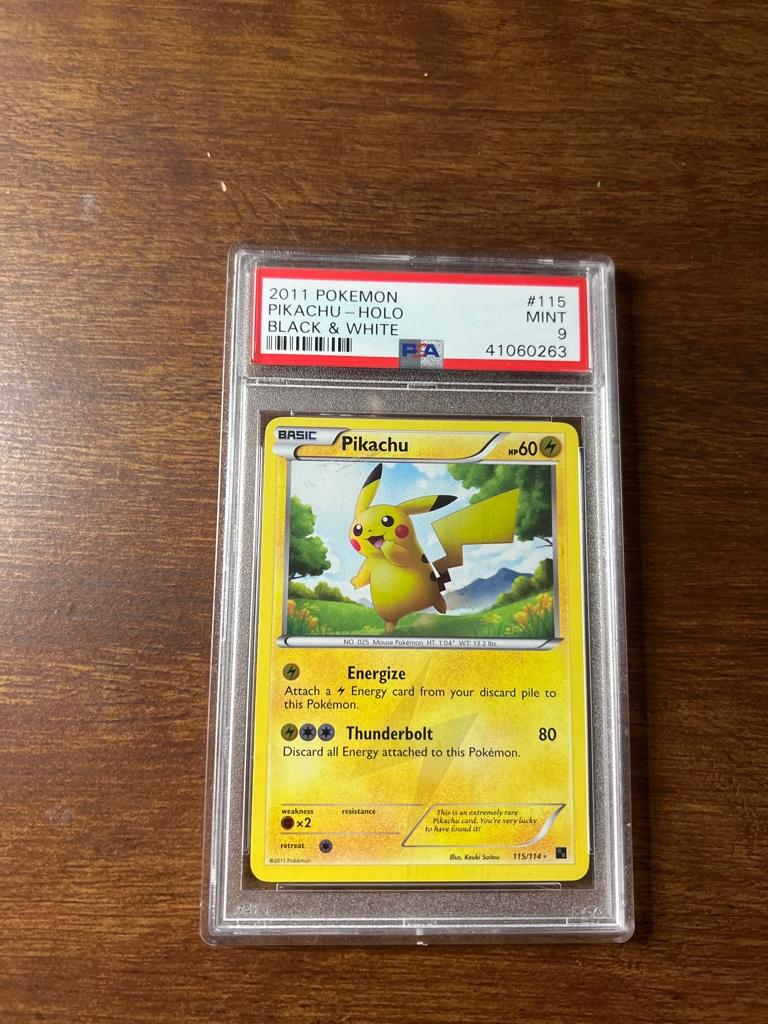 2011 POKEMON #115
PIKACHU - HOLO MINT
BLACK & WHITE 9
PSA 41060263
BASIC Pikachu HP60
NO. 025 Mouse Pokémon HT: 1'04" WT: 13.2 lbs.
Energize
Attach a Energy card from your discard pile to
this Pokémon.
Thunderbolt 80
Discard all Energy attached to this Pokémon.
weakness resistance
×2
This is an extremely rare
Pikachu card. You're very lucky
to have found it!
retreat
©2011 Pokémon Illus. Kouki Saitou 115/114